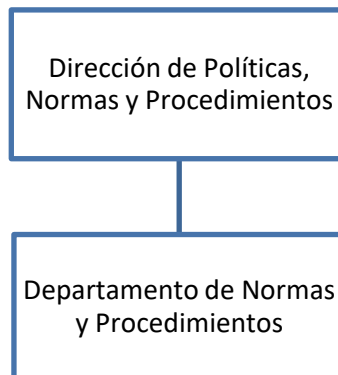 Dirección de Políticas,
Normas y Procedimientos
Departamento de Normas
y Procedimientos